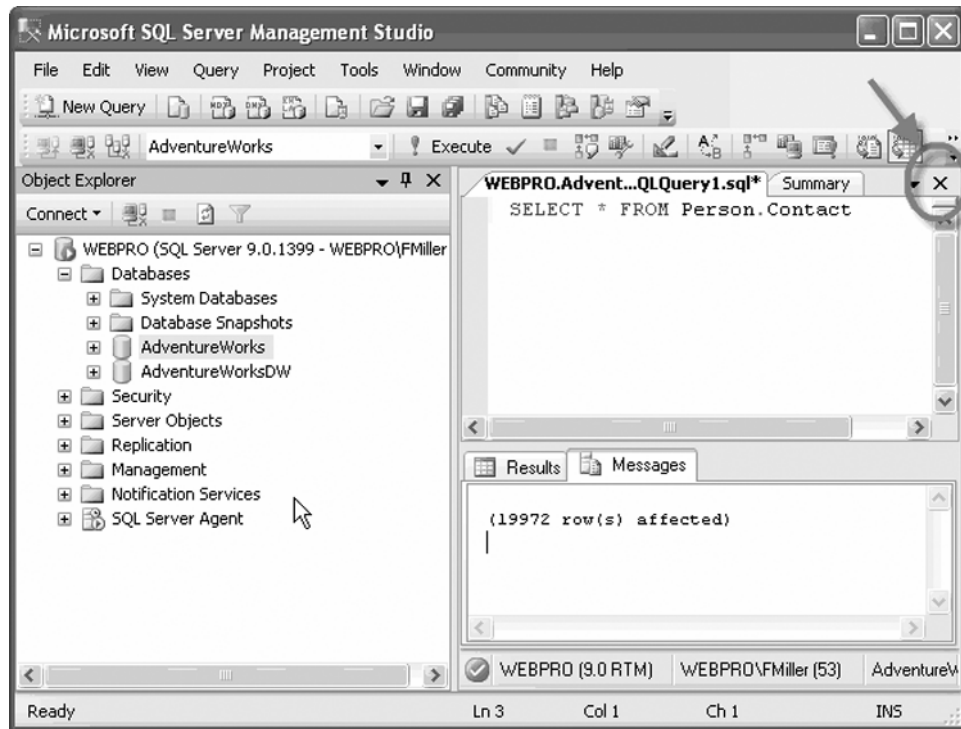 Microsoft SQL Server Management Studio
File Edit View Query Project Tools Window Community Help
New Query
AdventureWorks Execute
Object Explorer
Connect
WEBPRO (SQL Server 9.0.1399 - WEBPRO\FMiller
Databases
System Databases
Database Snapshots
AdventureWorks
AdventureWorksDW
Security
Server Objects
Replication
Management
Notification Services
SQL Server Agent
WEBPRO.Advent...QLQuery1.sql* Summary
SELECT * FROM Person.Contact
Results Messages
(19972 row(s) affected)
WEBPRO (9.0 RTM) WEBPRO\FMiller (53) AdventureW
Ready Ln 3 Col 1 Ch 1 INS